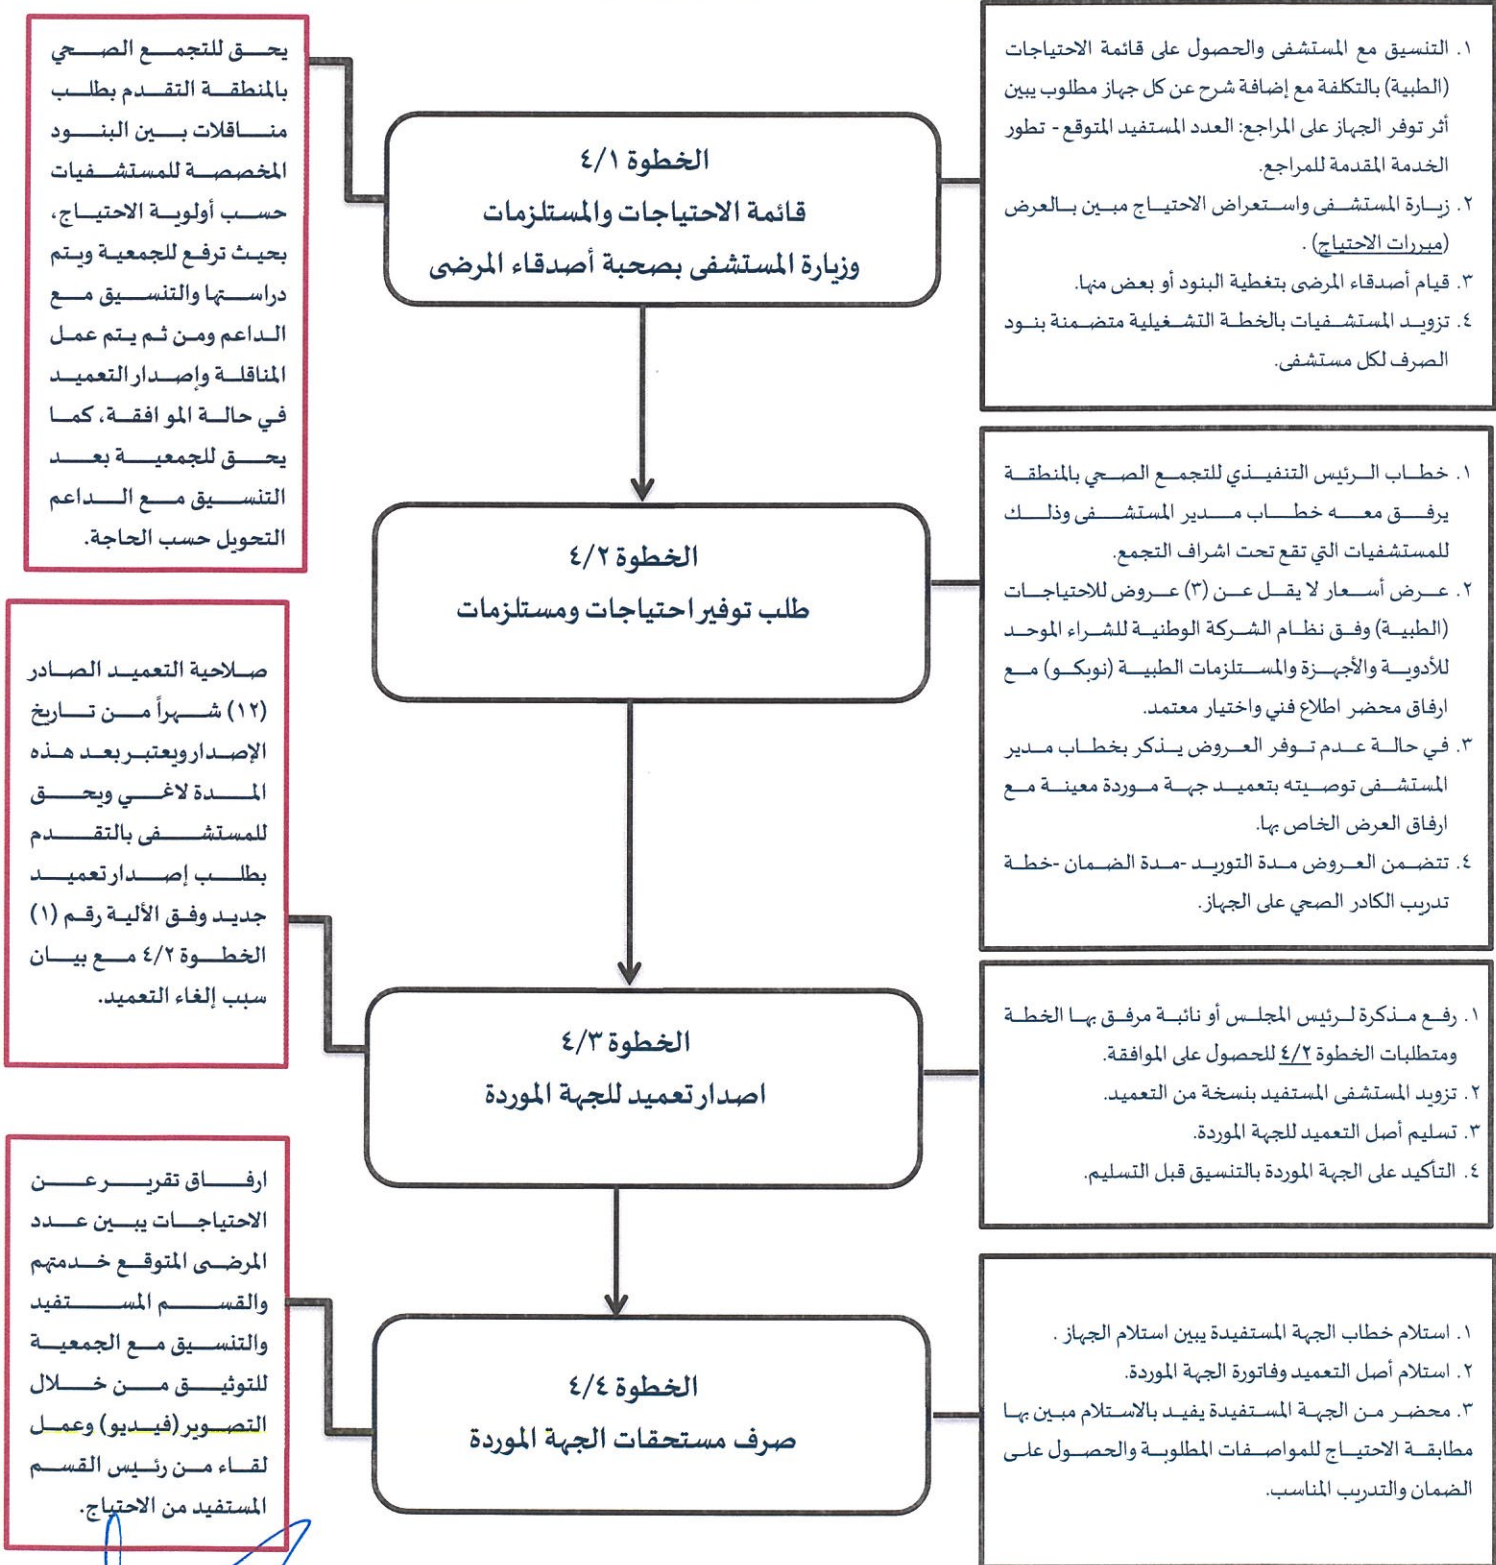 ١. التنسيق مع المستشفى والحصول على قائمة الاحتياجات
(الطبية) بالتكلفة مع إضافة شرح عن كل جهاز مطلوب يبين
أثر توفر الجهاز على المراجع: العدد المستفيد المتوقع - تطور
الخدمة المقدمة للمراجع.
٢. زيارة المستشفى واستعراض الاحتياج مبين بالعرض
(مبررات الاحتياج) .
٣. قيام أصدقاء المرضى بتغطية البنود أو بعض منها.
٤. تزويد المستشفيات بالخطة التشغيلية متضمنة بنود
الصرف لكل مستشفى.
الخطوة ٤/١
قائمة الاحتياجات والمستلزمات
وزيارة المستشفى بصحبة أصدقاء المرضى
يحق للتجمع الصحي
بالمنطقة التقدم بطلب
مناقلات بين البنود
المخصصة للمستشفيات
حسب أولوية الاحتياج،
بحيث ترفع للجمعية ويتم
دراستها والتنسيق مع
الداعم ومن ثم يتم عمل
المناقلة وإصدار التعميد
في حالة الموافقة، كما
يحق للجمعية بعد
التنسيق مع الداعم
التحويل حسب الحاجة.
١. خطاب الرئيس التنفيذي للتجمع الصحي بالمنطقة
يرفق معه خطاب مدير المستشفى وذلك
للمستشفيات التي تقع تحت اشراف التجمع.
٢. عرض أسعار لا يقل عن (٣) عروض للاحتياجات
(الطبية) وفق نظام الشركة الوطنية للشراء الموحد
للأدوية والأجهزة والمستلزمات الطبية (نوبكو) مع
ارفاق محضر اطلاع فني واختيار معتمد.
٣. في حالة عدم توفر العروض يذكر بخطاب مدير
المستشفى توصيته بتعميد جهة موردة معينة مع
ارفاق العرض الخاص بها.
٤. تتضمن العروض مدة التوريد -مدة الضمان -خطة
تدريب الكادر الصحي على الجهاز.
الخطوة ٤/٢
طلب توفير احتياجات ومستلزمات
صلاحية التعميد الصادر
(١٢) شهراً من تاريخ
الإصدار ويعتبر بعد هذه
المدة لاغي ويحق
للمستشفى بالتقدم
بطلب إصدار تعميد
جديد وفق الألية رقم (١)
الخطوة ٤/٢ مع بيان
سبب إلغاء التعميد.
١. رفع مذكرة لرئيس المجلس أو نائبة مرفق بها الخطة
ومتطلبات الخطوة ٤/٢ للحصول على الموافقة.
٢. تزويد المستشفى المستفيد بنسخة من التعميد.
٣. تسليم أصل التعميد للجهة الموردة.
٤. التأكيد على الجهة الموردة بالتنسيق قبل التسليم.
الخطوة ٤/٣
اصدار تعميد للجهة الموردة
ارفاق تقرير عن
الاحتياجات يبين عدد
المرضى المتوقع خدمتهم
والقسم المستفيد
والتنسيق مع الجمعية
للتوثيق من خلال
التصوير (فيديو) وعمل
لقاء من رئيس القسم
المستفيد من الاحتياج.
١. استلام خطاب الجهة المستفيدة يبين استلام الجهاز .
٢. استلام أصل التعميد وفاتورة الجهة الموردة.
٣. محضر من الجهة المستفيدة يفيد بالاستلام مبين بها
مطابقة الاحتياج للمواصفات المطلوبة والحصول على
الضمان والتدريب المناسب.
الخطوة ٤/٤
صرف مستحقات الجهة الموردة